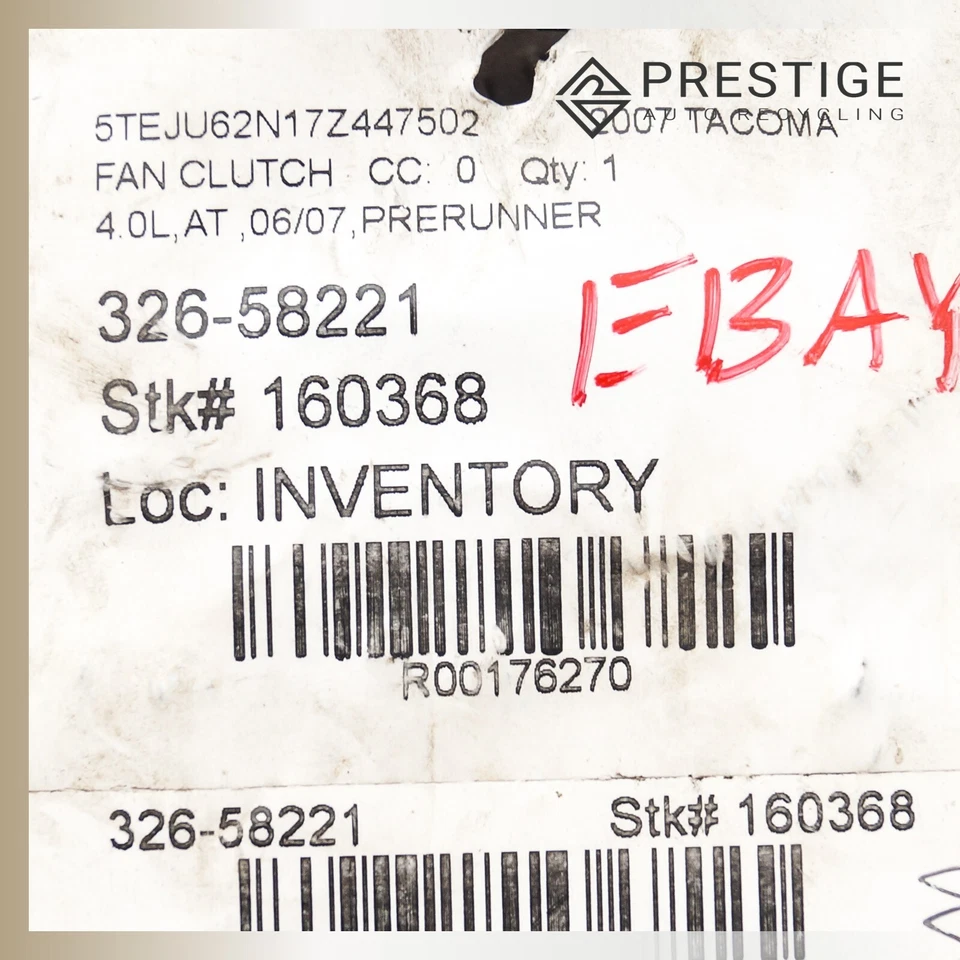 PRESTIGE
AUTO RECYCLING
5TEJU62N17Z447502 2007 TACOMA
FAN CLUTCH CC: 0 Qty: 1
4.0L,AT ,06/07,PRERUNNER
326-58221
EBAY
Stk# 160368
Loc: INVENTORY
R00176270
326-58221 Stk# 160368